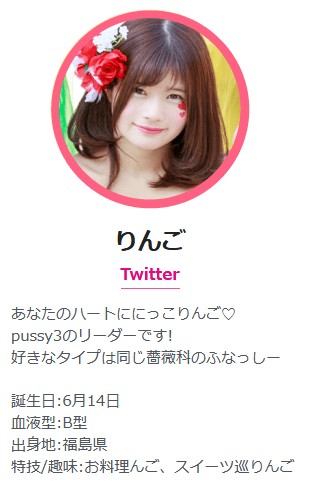 りんご
Twitter
あなたのハートににっこりんご♡
pussy3のリーダーです!
好きなタイプは同じ薔薇科のふなっしー
誕生日:6月14日
血液型:B型
出身地:福島県
特技/趣味:お料理んご、スイーツ巡りんご